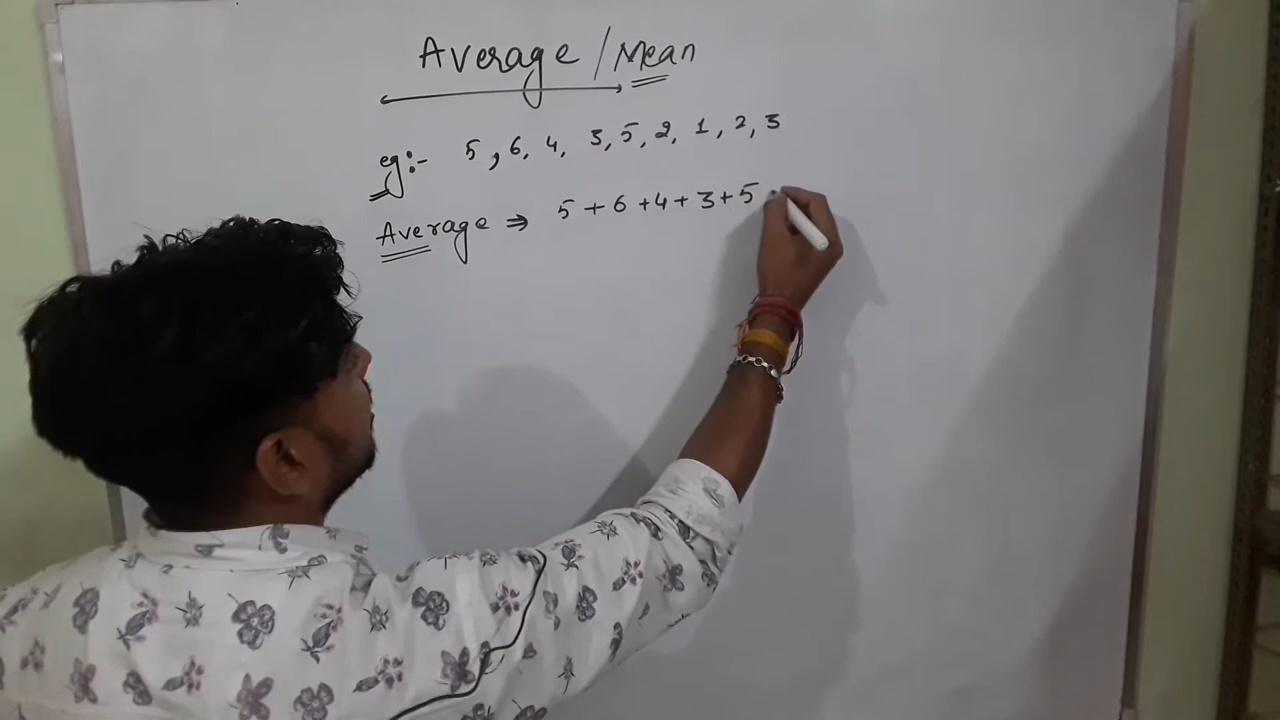 Average / Mean
eg:- 5, 6, 4, 3, 5, 2, 1, 2, 3
Average ⇒ 5 + 6 + 4 + 3 + 5